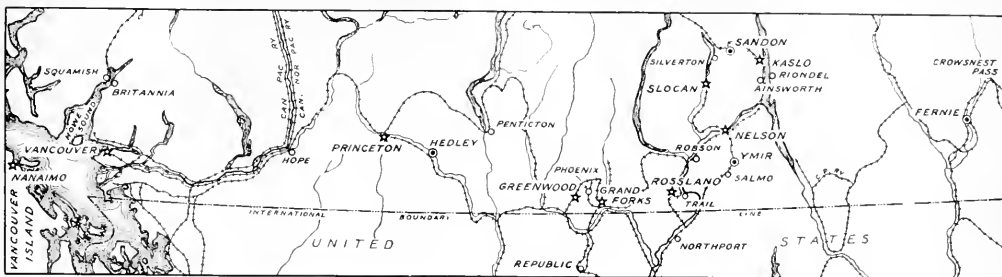 SQUAMISH
BRITANNIA
HOWE
SOUND
VANCOUVER
NANAIMO
VANCOUVER
ISLAND
CAN. PAC RY
CAN. NOR PAC RY
HOPE
PRINCETON
HEDLEY
PENTICTON
PHOENIX
GREENWOOD
GRAND
FORKS
SILVERTON
SANDON
KASLO
RIONDEL
AINSWORTH
SLOCAN
NELSON
ROBSON
YMIR
SALMO
ROSSLAND
TRAIL
NORTHPORT
REPUBLIC
CROWSNEST
PASS
FERNIE
INTERNATIONAL BOUNDARY LINE
UNITED STATES